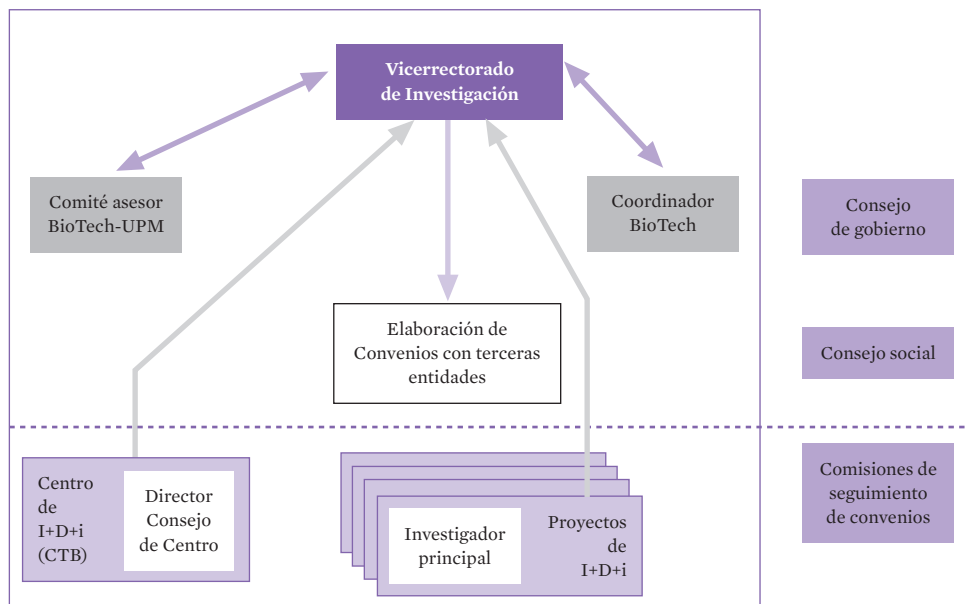 Vicerrectorado
de Investigación
Comité asesor
BioTech-UPM
Coordinador
BioTech
Consejo
de gobierno
Elaboración de
Convenios con terceras
entidades
Consejo social
Centro
de
I+D+i
(CTB)
Director
Consejo
de Centro
Investigador
principal
Proyectos
de
I+D+i
Comisiones de
seguimiento
de convenios